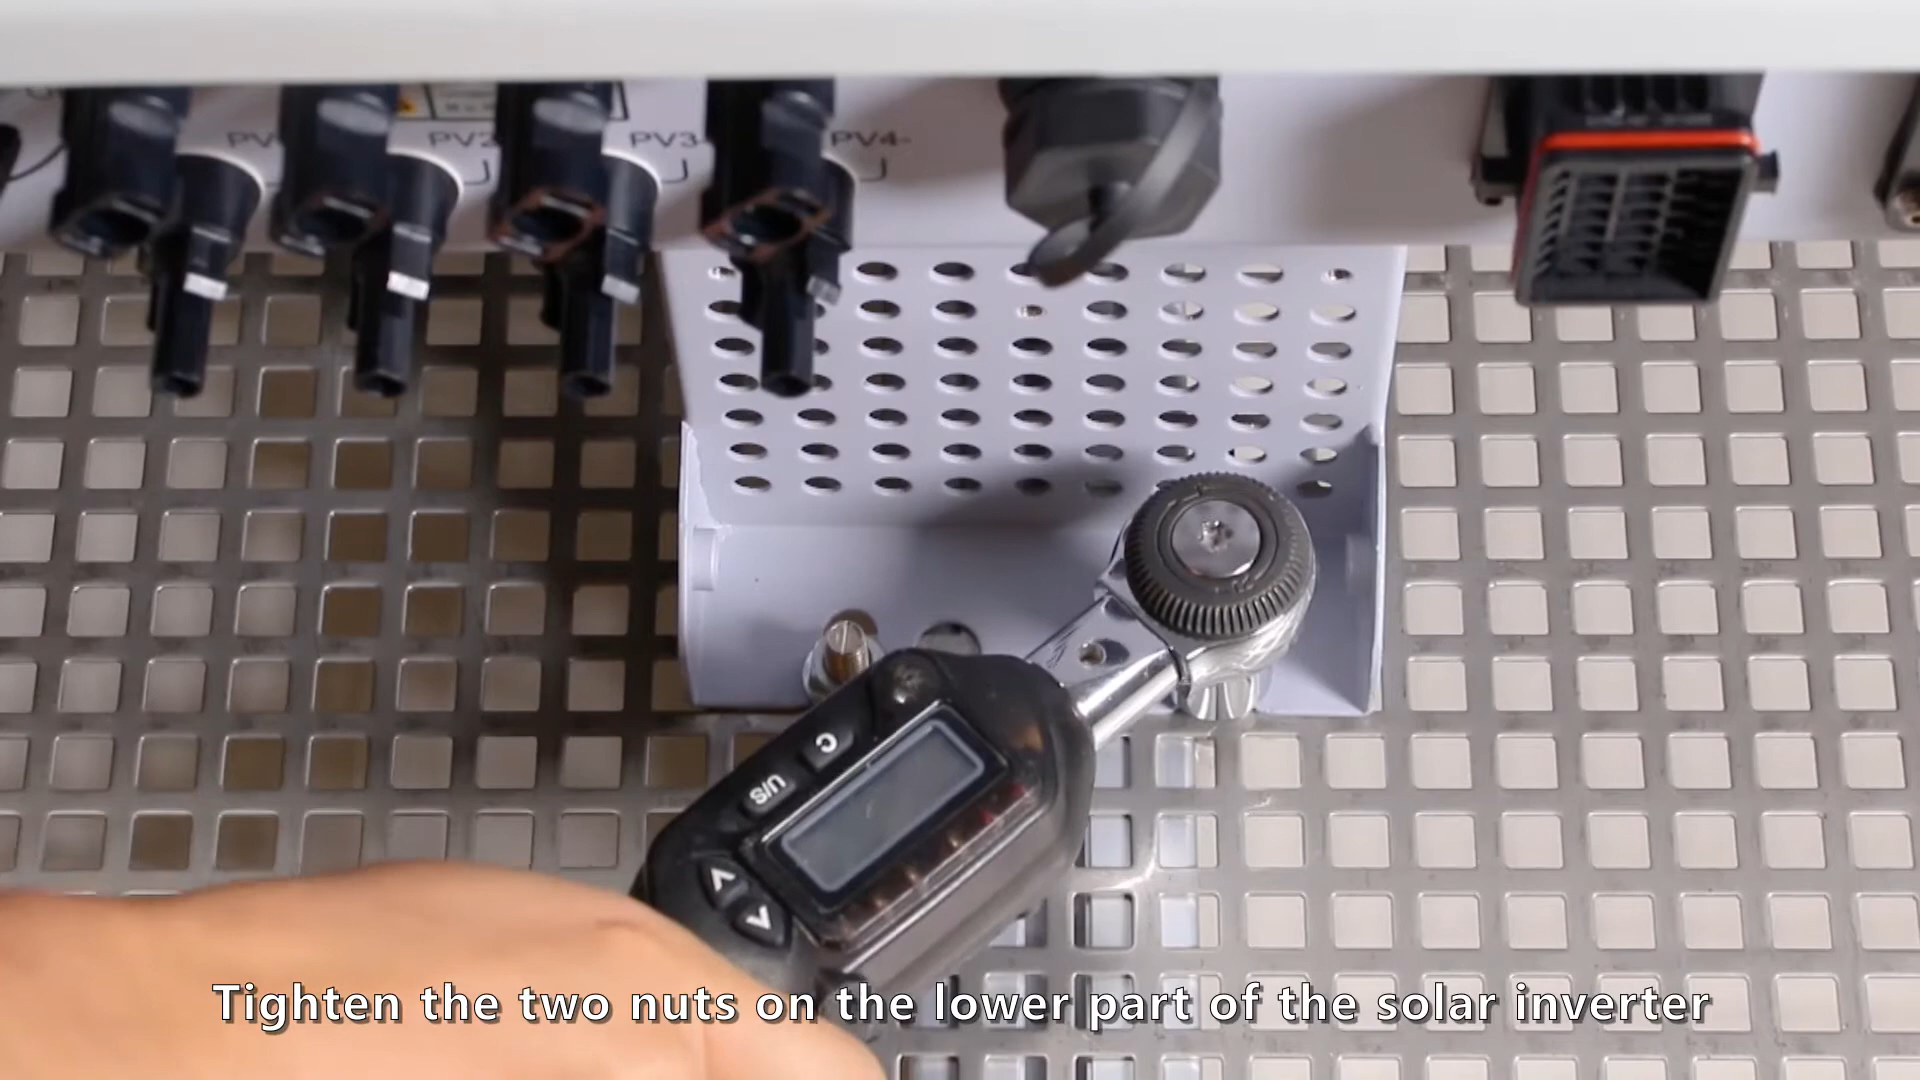 PV2
PV3-
PV4-
C
U/S
Tighten the two nuts on the lower part of the solar inverter